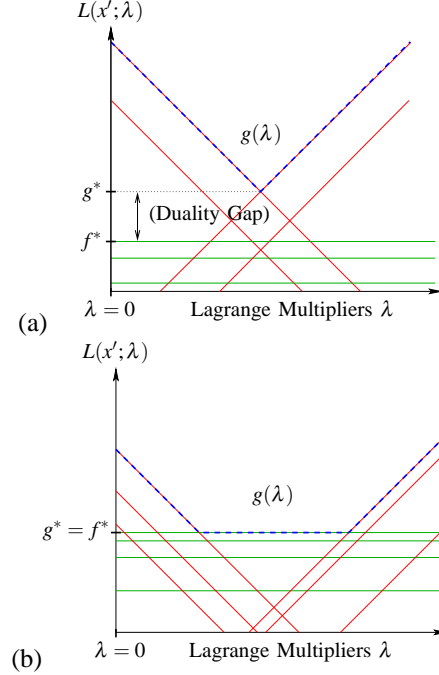 L(x′;λ)
g(λ)
g*
(Duality Gap)
f*
(a)
λ = 0 Lagrange Multipliers λ
L(x′;λ)
g(λ)
g* = f*
(b)
λ = 0 Lagrange Multipliers λ